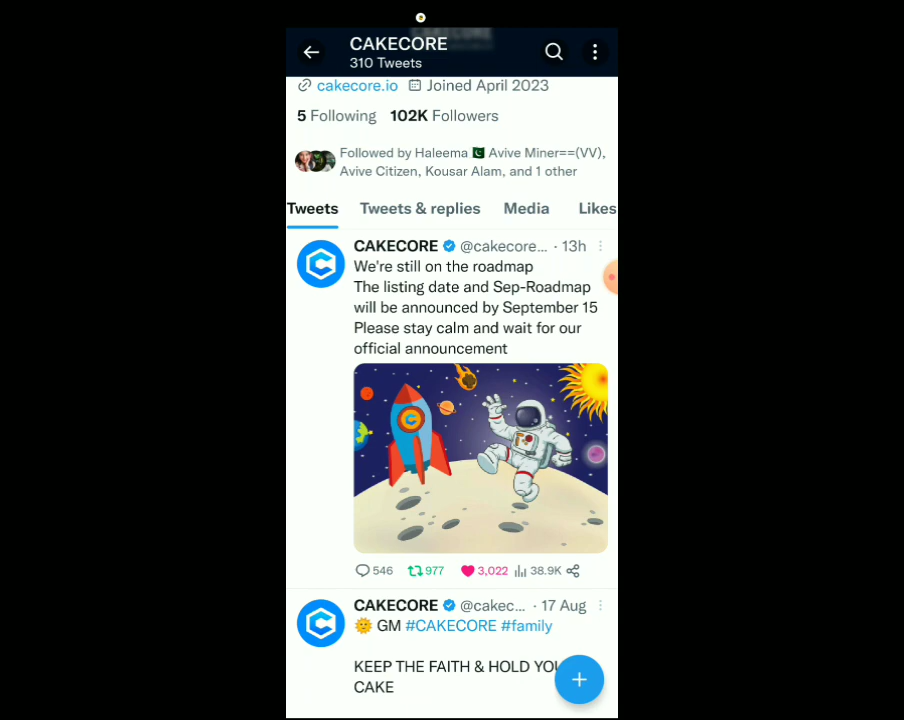 CAKECORE
310 Tweets
cakecore.io Joined April 2023
5 Following 102K Followers
Followed by Haleema 🇵🇰 Avive Miner==(VV),
Avive Citizen, Kousar Alam, and 1 other
Tweets Tweets & replies Media Likes
CAKECORE @cakecore... · 13h
We're still on the roadmap
The listing date and Sep-Roadmap
will be announced by September 15
Please stay calm and wait for our
official announcement
546 977 3,022 38.9K
CAKECORE @cakec... · 17 Aug
🌞 GM #CAKECORE #family
KEEP THE FAITH & HOLD YOU
CAKE